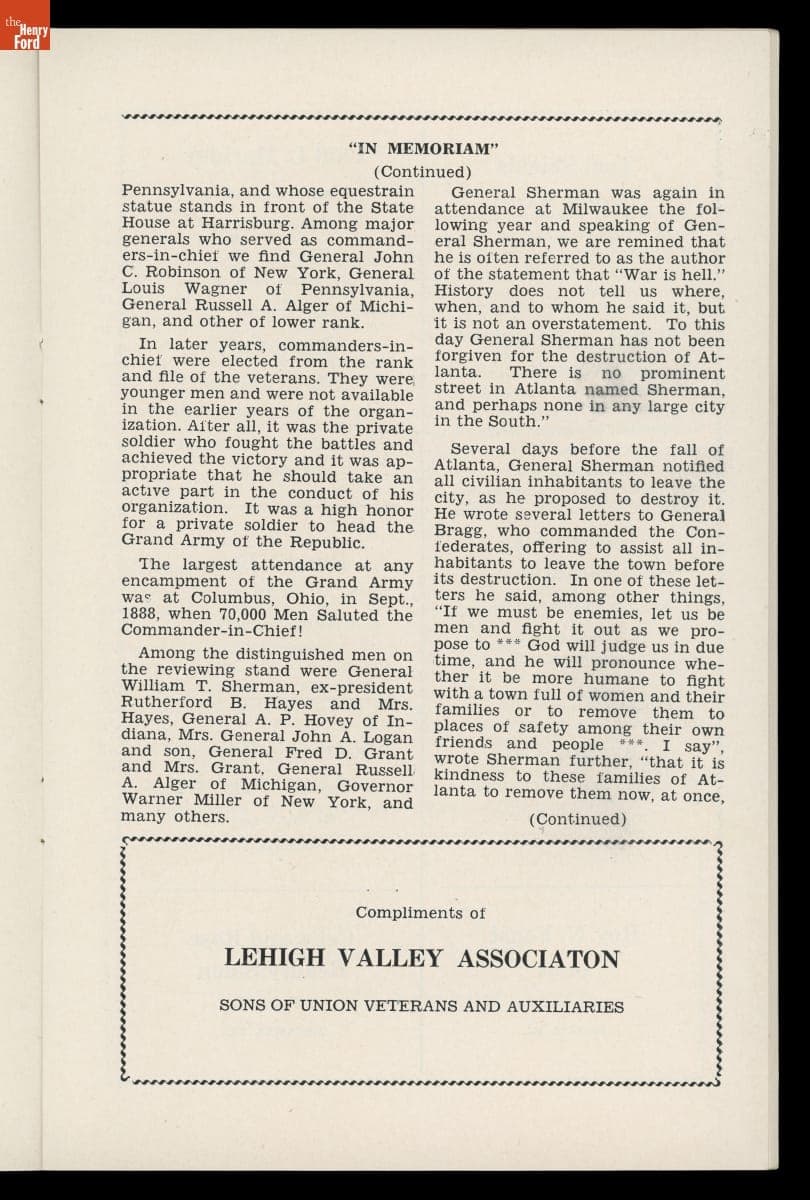 the
Henry
Ford
"IN MEMORIAM"
(Continued)
Pennsylvania, and whose equestrain
statue stands in front of the State
House at Harrisburg. Among major
generals who served as command-
ers-in-chief we find General John
C. Robinson of New York, General
Louis Wagner of Pennsylvania,
General Russell A. Alger of Michi-
gan, and other of lower rank.
In later years, commanders-in-
chief were elected from the rank
and file of the veterans. They were
younger men and were not available
in the earlier years of the organ-
ization. After all, it was the private
soldier who fought the battles and
achieved the victory and it was ap-
propriate that he should take an
active part in the conduct of his
organization. It was a high honor
for a private soldier to head the
Grand Army of the Republic.
The largest attendance at any
encampment of the Grand Army
was at Columbus, Ohio, in Sept.,
1888, when 70,000 Men Saluted the
Commander-in-Chief!
Among the distinguished men on
the reviewing stand were General
William T. Sherman, ex-president
Rutherford B. Hayes and Mrs.
Hayes, General A. P. Hovey of In-
diana, Mrs. General John A. Logan
and son, General Fred D. Grant
and Mrs. Grant, General Russell
A. Alger of Michigan, Governor
Warner Miller of New York, and
many others.
General Sherman was again in
attendance at Milwaukee the fol-
lowing year and speaking of Gen-
eral Sherman, we are remined that
he is often referred to as the author
of the statement that "War is hell."
History does not tell us where,
when, and to whom he said it, but
it is not an overstatement. To this
day General Sherman has not been
forgiven for the destruction of At-
lanta. There is no prominent
street in Atlanta named Sherman,
and perhaps none in any large city
in the South."
Several days before the fall of
Atlanta, General Sherman notified
all civilian inhabitants to leave the
city, as he proposed to destroy it.
He wrote several letters to General
Bragg, who commanded the Con-
federates, offering to assist all in-
habitants to leave the town before
its destruction. In one of these let-
ters he said, among other things,
"If we must be enemies, let us be
men and fight it out as we pro-
pose to *** God will judge us in due
time, and he will pronounce whe-
ther it be more humane to fight
with a town full of women and their
families or to remove them to
places of safety among their own
friends and people ***. I say",
wrote Sherman further, "that it is
kindness to these families of At-
lanta to remove them now, at once,
(Continued)
Compliments of
LEHIGH VALLEY ASSOCIATON
SONS OF UNION VETERANS AND AUXILIARIES